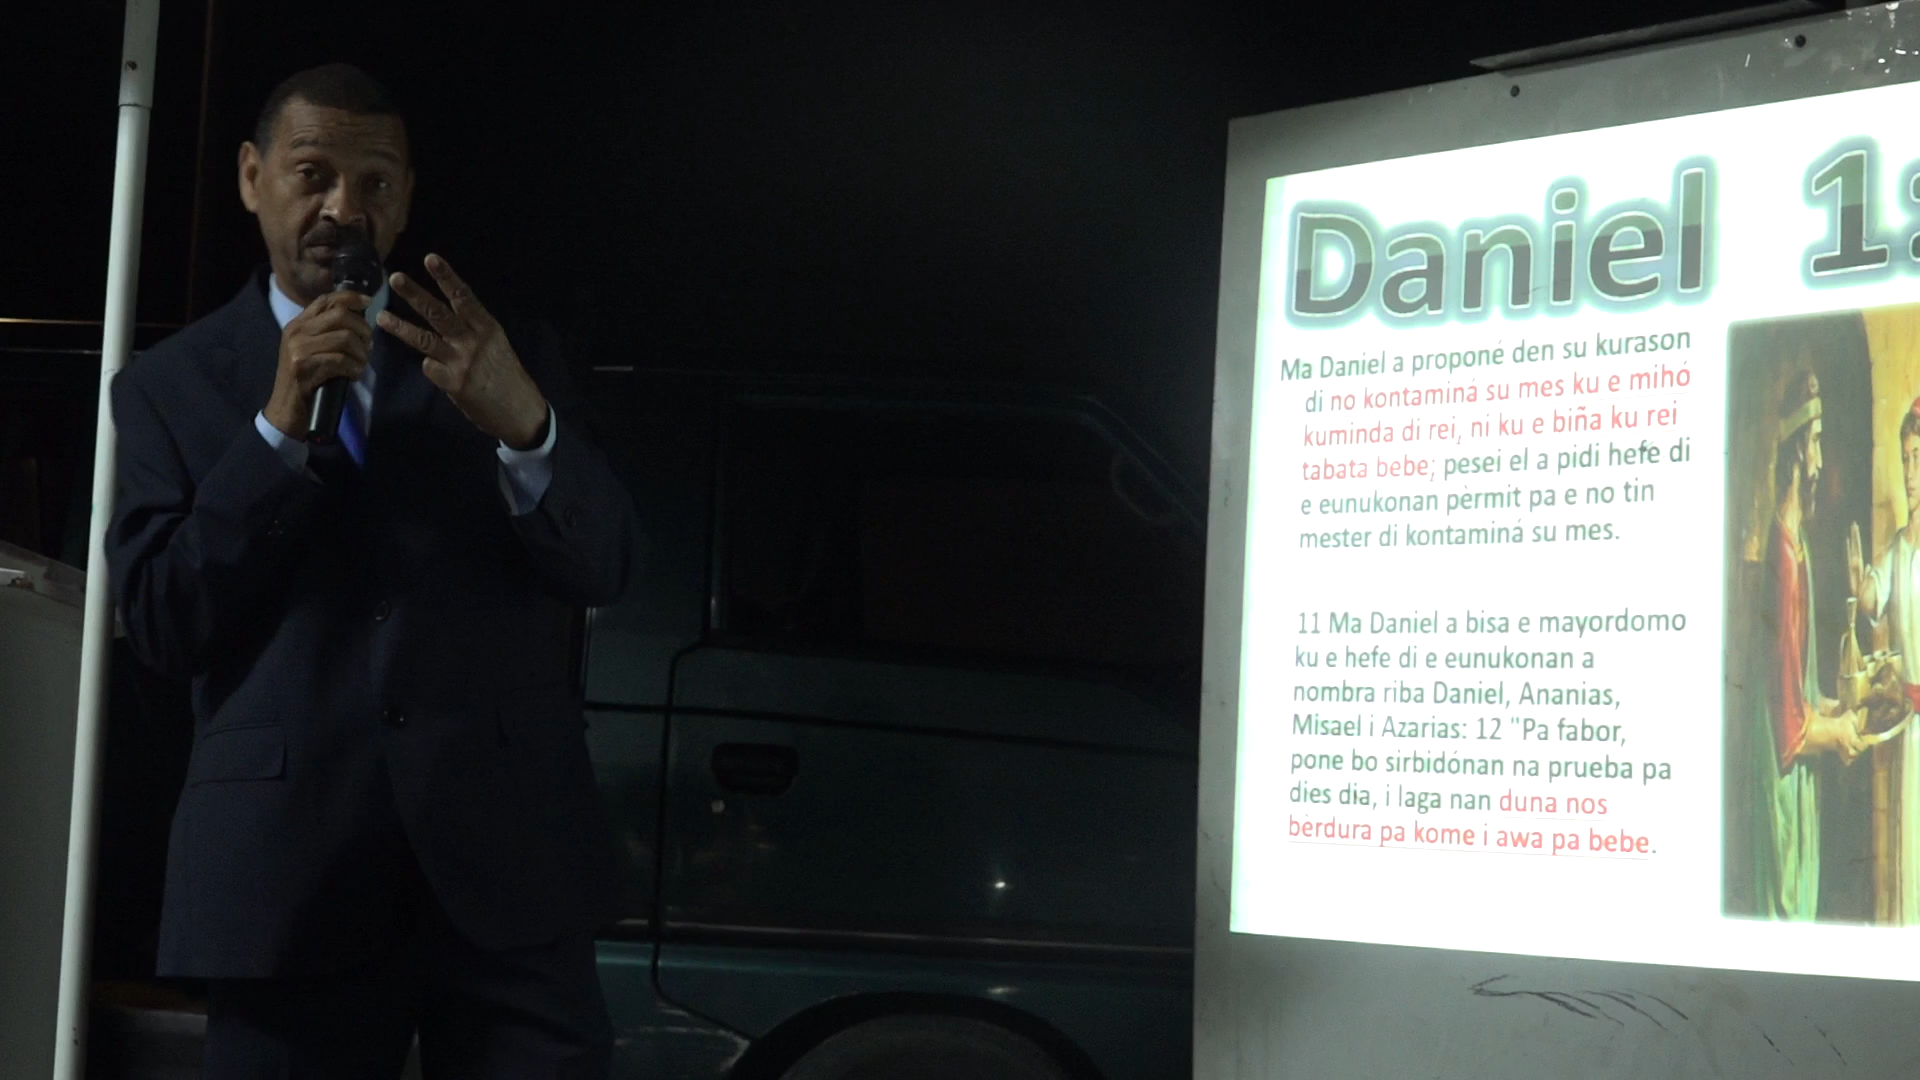 Daniel 1:
Ma Daniel a proponé den su kurason
di no kontaminá su mes ku e mihó
kuminda di rei, ni ku e biña ku rei
tabata bebe; pesei el a pidi hefe di
e eunukonan pèrmit pa e no tin
mester di kontaminá su mes.
11 Ma Daniel a bisa e mayordomo
ku e hefe di e eunukonan a
nombra riba Daniel, Ananias,
Misael i Azarias: 12 "Pa fabor,
pone bo sirbidónan na prueba pa
dies dia, i laga nan duna nos
bèrdura pa kome i awa pa bebe.